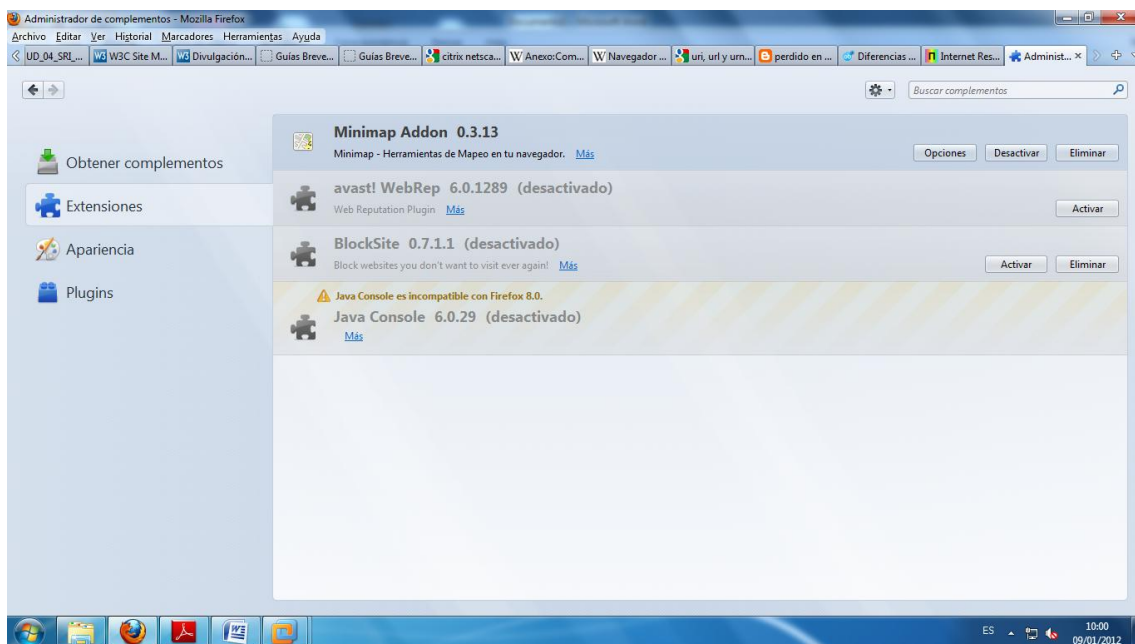 Administrador de complementos - Mozilla Firefox
Archivo Editar Ver Historial Marcadores Herramientas Ayuda
UD_04_SRI_... W3C Site M... Divulgación... Guías Breve... Guías Breve... citrix netsca... Anexo:Com... Navegador ... uri, url y urn... perdido en ... Diferencias ... Internet Res... Administ... ×
Buscar complementos
Obtener complementos
Extensiones
Apariencia
Plugins
Minimap Addon 0.3.13
Minimap - Herramientas de Mapeo en tu navegador. Más
Opciones Desactivar Eliminar
avast! WebRep 6.0.1289 (desactivado)
Web Reputation Plugin Más
Activar
BlockSite 0.7.1.1 (desactivado)
Block websites you don't want to visit ever again! Más
Activar Eliminar
Java Console es incompatible con Firefox 8.0.
Java Console 6.0.29 (desactivado)
Más
ES
10:00
09/01/2012